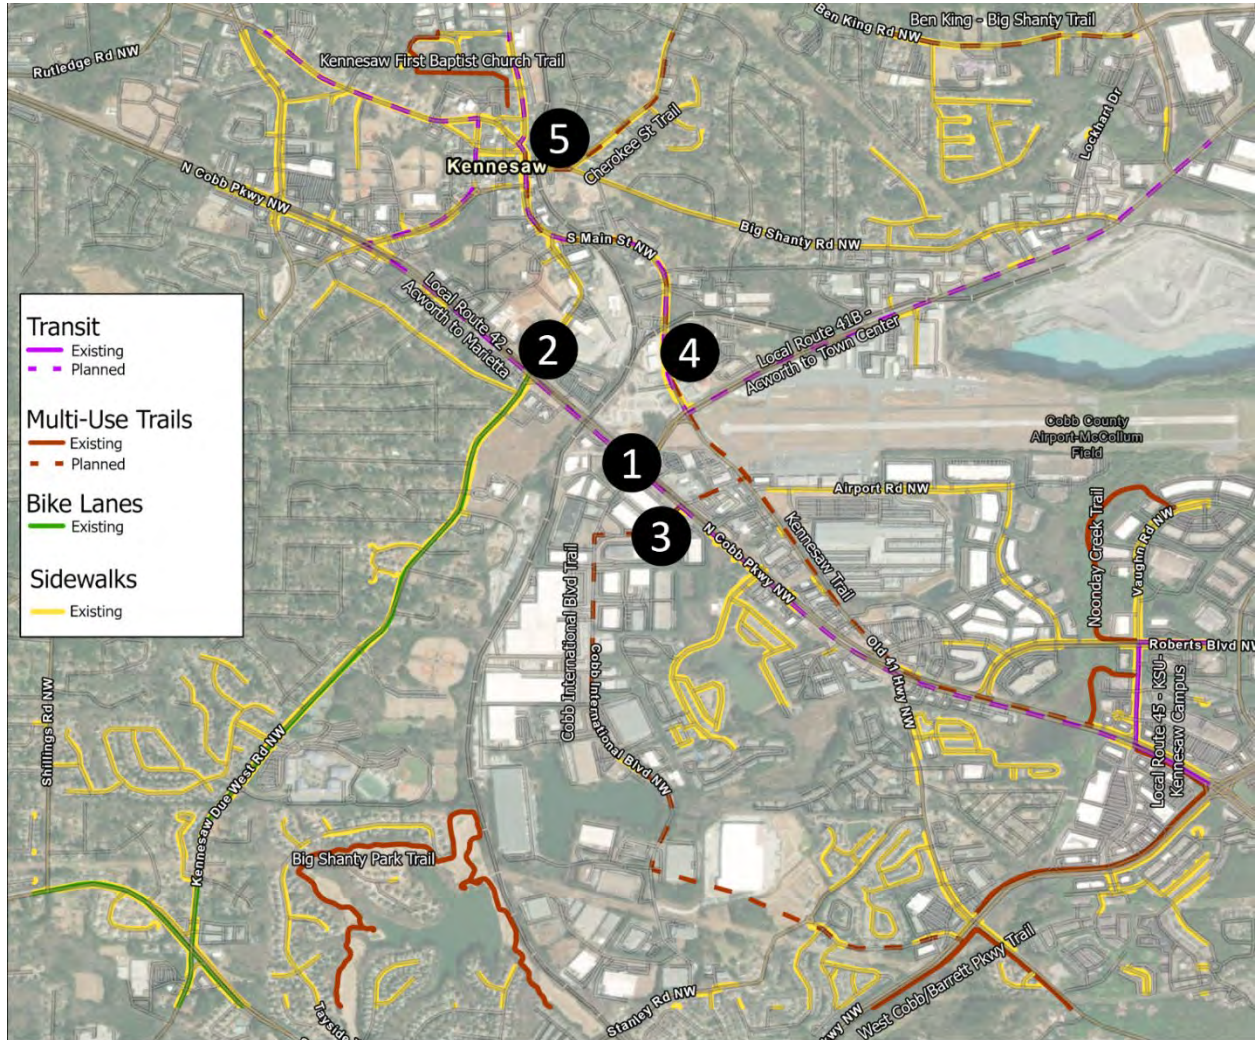 Ben King Rd NW
Ben King - Big Shanty Trail
Rutledge Rd NW
Kennesaw First Baptist Church Trail
Lockhart Dr
5
Kennesaw
Cherokee St Trail
N Cobb Pkwy NW
S Main St NW
Big Shanty Rd NW
Local Route 42 -
Acworth to Marietta
Local Route 41B -
Acworth to Town Center
Transit
Existing
Planned
Multi-Use Trails
Existing
Planned
Bike Lanes
Existing
Sidewalks
Existing
2
4
1
3
Cobb County
Airport-McCollum
Field
Airport Rd NW
Kennesaw Trail
N Cobb Pkwy NW
Noonday Creek Trail
Vaughn Rd NW
Cobb International Blvd Trail
Cobb International Blvd NW
Old 41 Hwy NW
Roberts Blvd NW
Local Route 45 - KSU-
Kennesaw Campus
Shillings Rd NW
Kennesaw Due West Rd NW
Big Shanty Park Trail
Stanley Rd NW
West Cobb/Barrett Pkwy Trail
kwy NW
Tayside